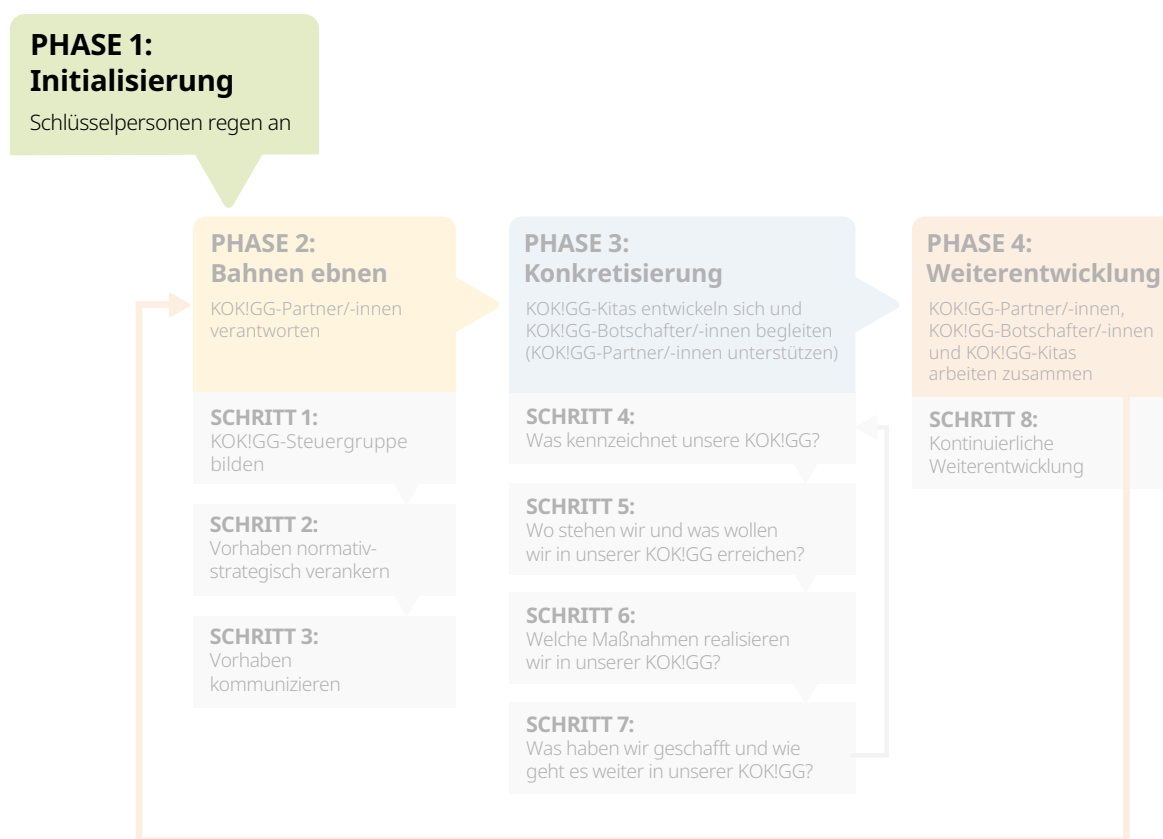 PHASE 1:
Initialisierung
Schlüsselpersonen regen an
PHASE 2:
Bahnen ebnen
KOK!GG-Partner/-innen
verantworten
SCHRITT 1:
KOK!GG-Steuergruppe
bilden
SCHRITT 2:
Vorhaben normativ-
strategisch verankern
SCHRITT 3:
Vorhaben
kommunizieren
PHASE 3:
Konkretisierung
KOK!GG-Kitas entwickeln sich und
KOK!GG-Botschafter/-innen begleiten
(KOK!GG-Partner/-innen unterstützen)
SCHRITT 4:
Was kennzeichnet unsere KOK!GG?
SCHRITT 5:
Wo stehen wir und was wollen
wir in unserer KOK!GG erreichen?
SCHRITT 6:
Welche Maßnahmen realisieren
wir in unserer KOK!GG?
SCHRITT 7:
Was haben wir geschafft und wie
geht es weiter in unserer KOK!GG?
PHASE 4:
Weiterentwicklung
KOK!GG-Partner/-innen,
KOK!GG-Botschafter/-innen
und KOK!GG-Kitas
arbeiten zusammen
SCHRITT 8:
Kontinuierliche
Weiterentwicklung